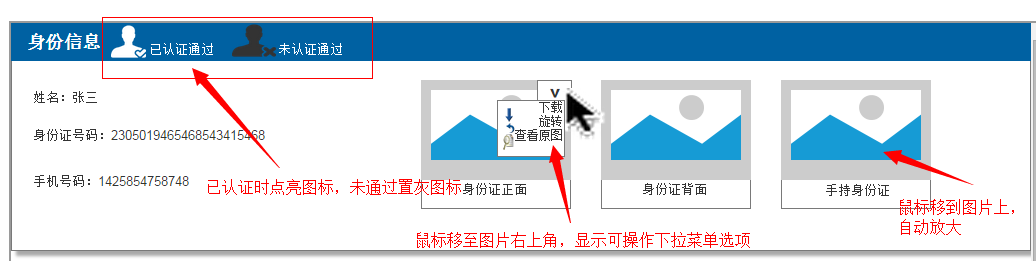 身份信息 已认证通过 未认证通过
姓名：张三
身份证号码：2305019465468543415468
手机号码：1425854758748
已认证时点亮图标，未通过置灰图标
v
下载
旋转
查看原图
身份证正面
身份证背面
手持身份证
鼠标移至图片右上角，显示可操作下拉菜单选项
鼠标移到图片上，
自动放大